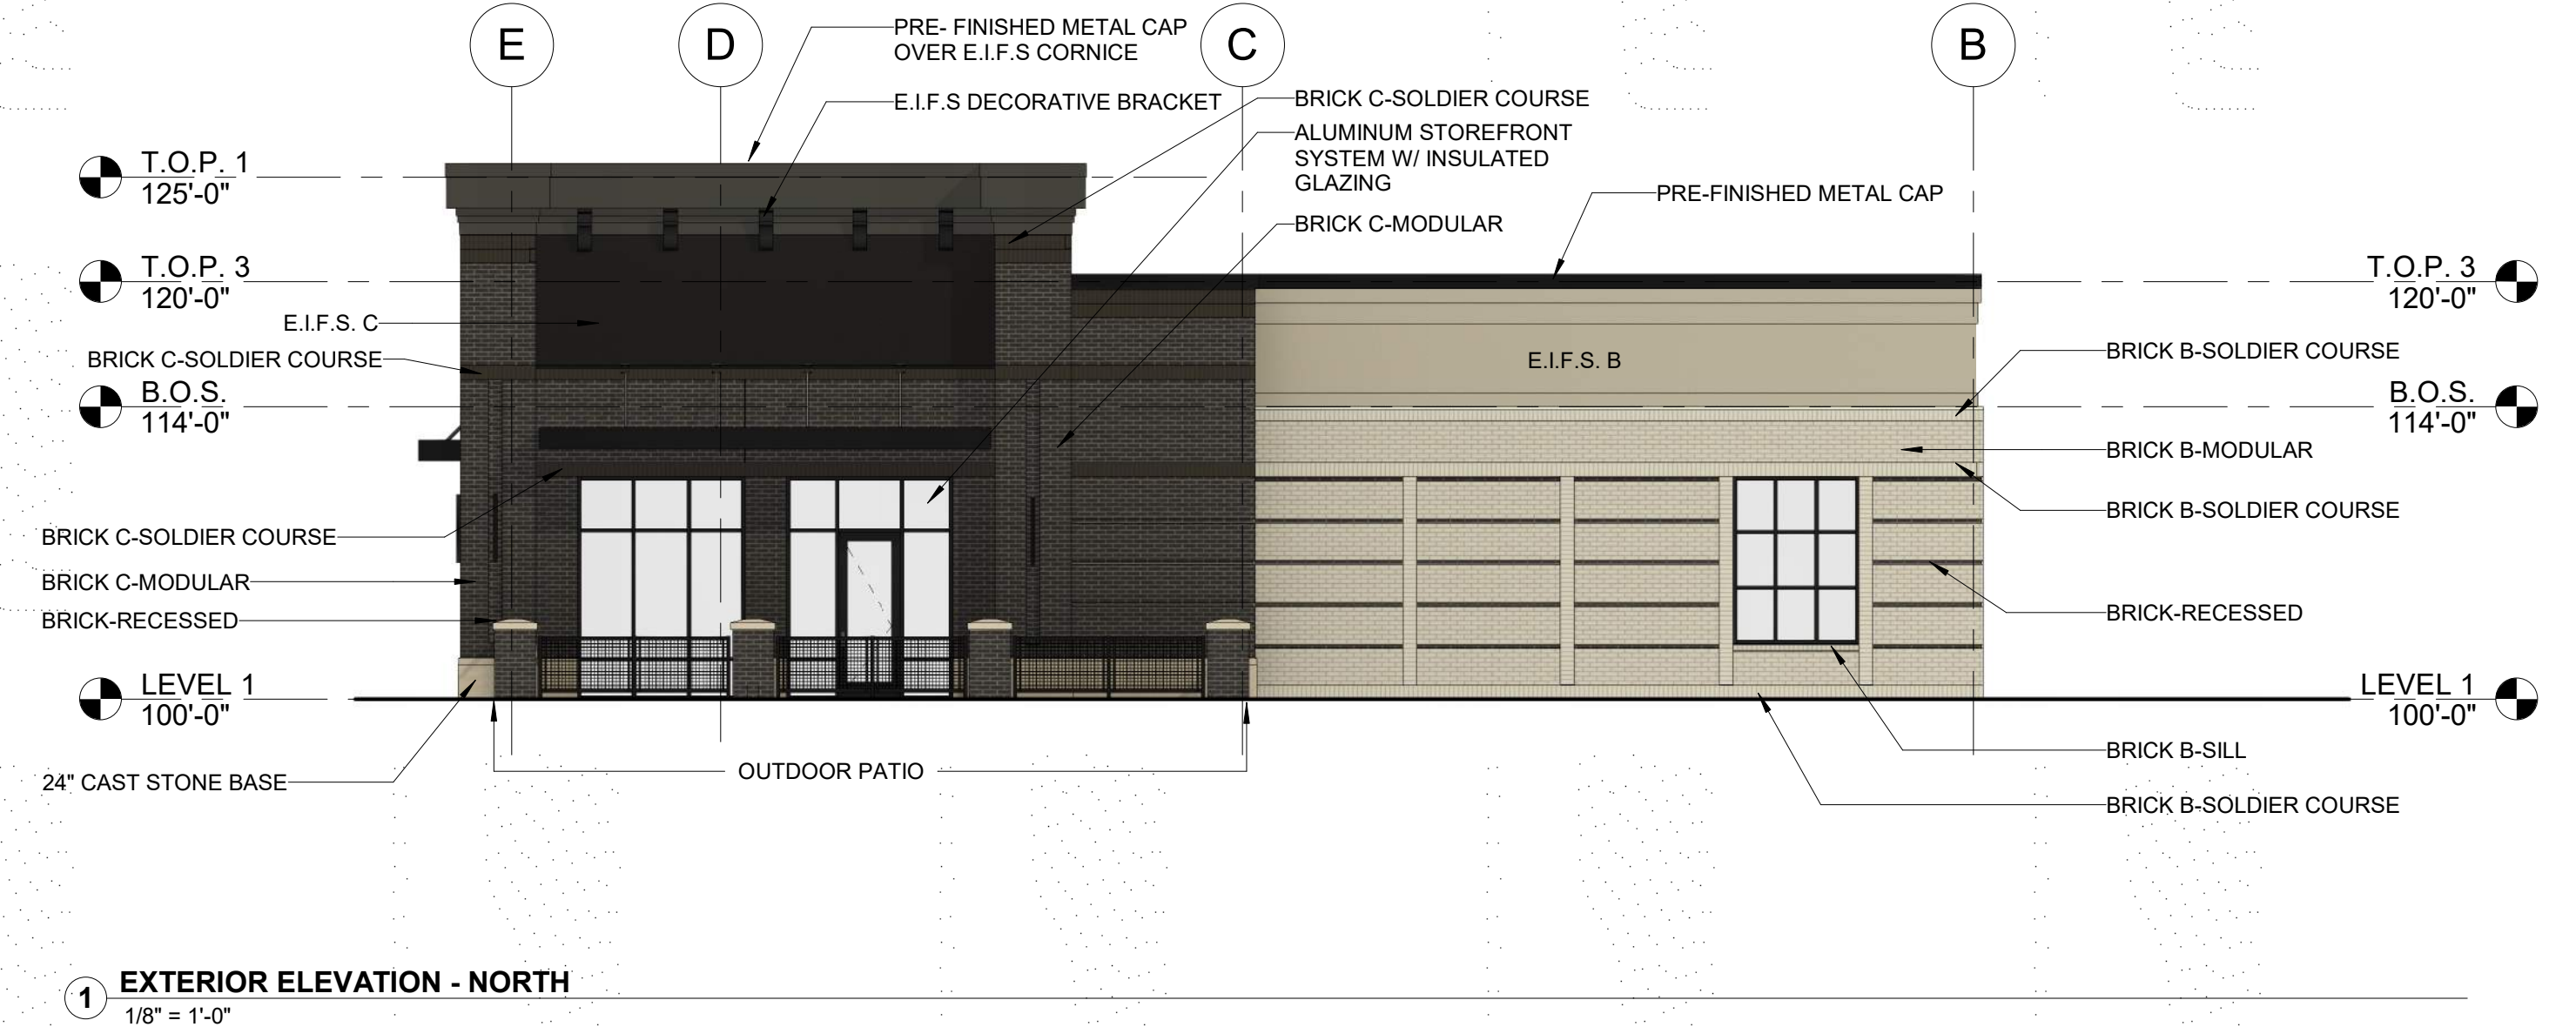 E
D
C
B
PRE- FINISHED METAL CAP
OVER E.I.F.S CORNICE
E.I.F.S DECORATIVE BRACKET
BRICK C-SOLDIER COURSE
ALUMINUM STOREFRONT
SYSTEM W/ INSULATED
GLAZING
BRICK C-MODULAR
PRE-FINISHED METAL CAP
T.O.P. 1
125'-0"
T.O.P. 3
120'-0"
E.I.F.S. C
BRICK C-SOLDIER COURSE
B.O.S.
114'-0"
BRICK C-SOLDIER COURSE
BRICK C-MODULAR
BRICK-RECESSED
LEVEL 1
100'-0"
24" CAST STONE BASE
OUTDOOR PATIO
E.I.F.S. B
T.O.P. 3
120'-0"
BRICK B-SOLDIER COURSE
B.O.S.
114'-0"
BRICK B-MODULAR
BRICK B-SOLDIER COURSE
BRICK-RECESSED
LEVEL 1
100'-0"
BRICK B-SILL
BRICK B-SOLDIER COURSE
1
EXTERIOR ELEVATION - NORTH
1/8" = 1'-0"